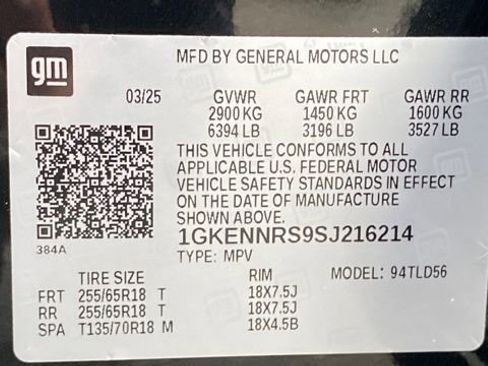 gm
MFD BY GENERAL MOTORS LLC
03/25 GVWR GAWR FRT GAWR RR
2900 KG 1450 KG 1600 KG
6394 LB 3196 LB 3527 LB
THIS VEHICLE CONFORMS TO ALL
APPLICABLE U.S. FEDERAL MOTOR
VEHICLE SAFETY STANDARDS IN EFFECT
ON THE DATE OF MANUFACTURE
SHOWN ABOVE.
384A
1GKENNRS9SJ216214
TYPE: MPV
TIRE SIZE RIM MODEL: 94TLD56
FRT 255/65R18 T 18X7.5J
RR 255/65R18 T 18X7.5J
SPA T135/70R18 M 18X4.5B